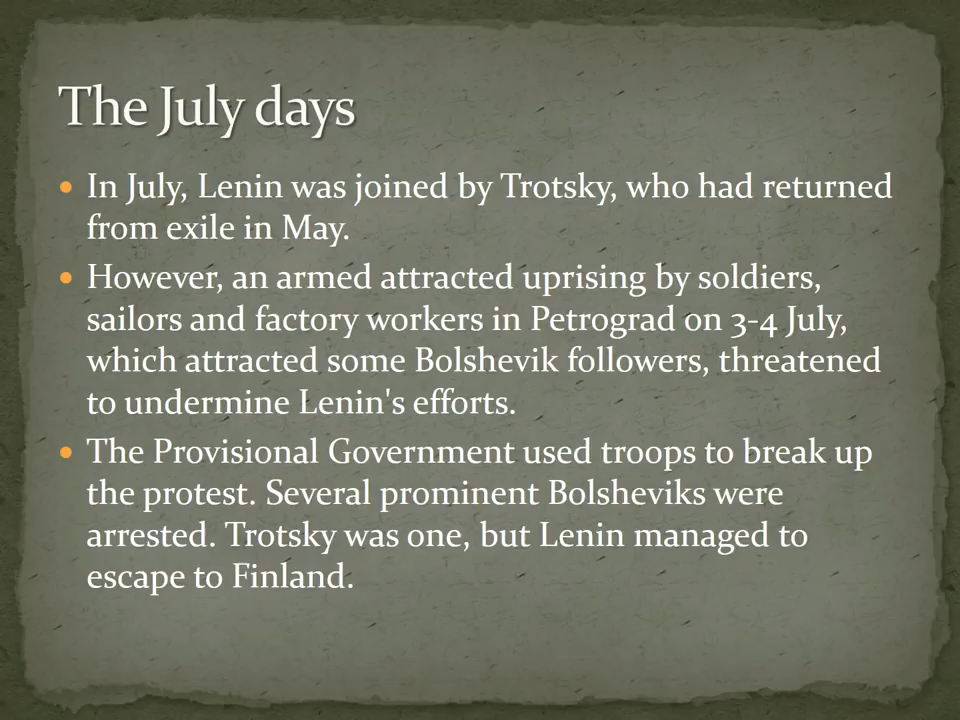 The July days
• In July, Lenin was joined by Trotsky, who had returned
from exile in May.
• However, an armed attracted uprising by soldiers,
sailors and factory workers in Petrograd on 3-4 July,
which attracted some Bolshevik followers, threatened
to undermine Lenin's efforts.
• The Provisional Government used troops to break up
the protest. Several prominent Bolsheviks were
arrested. Trotsky was one, but Lenin managed to
escape to Finland.